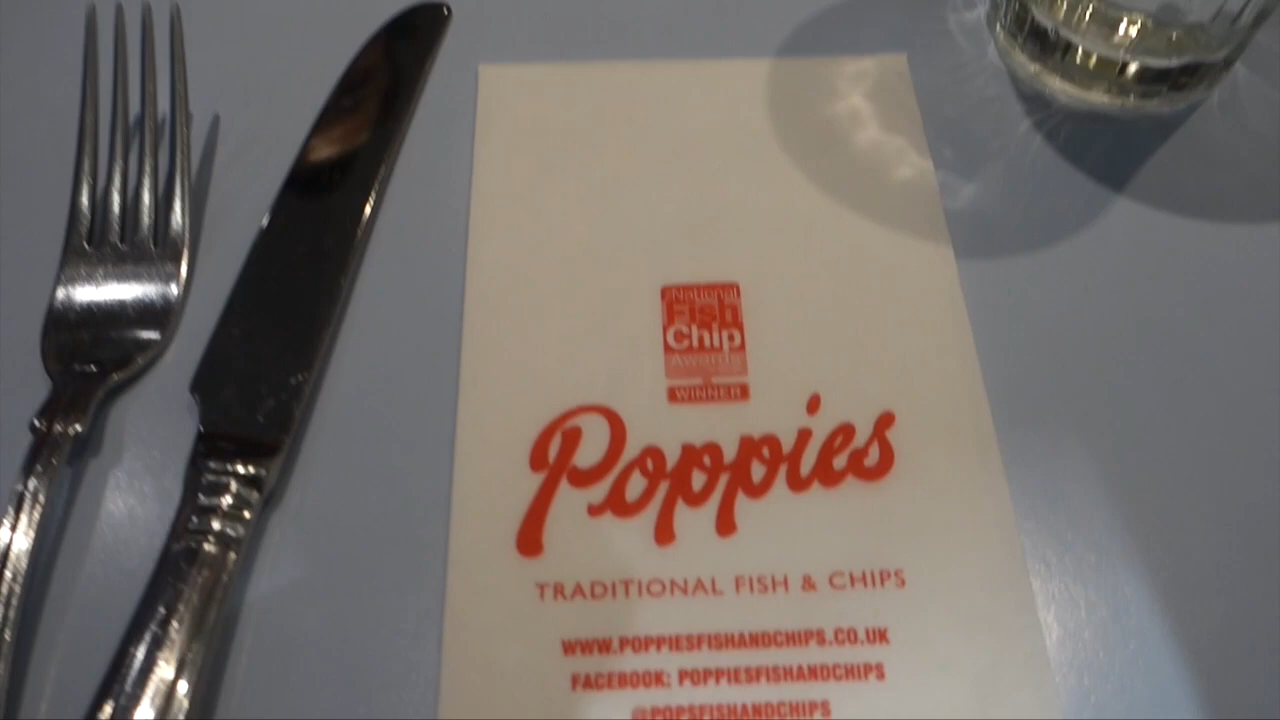 National
Fish
Chip
Awards
WINNER
Poppies
TRADITIONAL FISH & CHIPS
WWW.POPPIESFISHANDCHIPS.CO.UK
FACEBOOK: POPPIESFISHANDCHIPS
@POPSFISHANDCHIPS